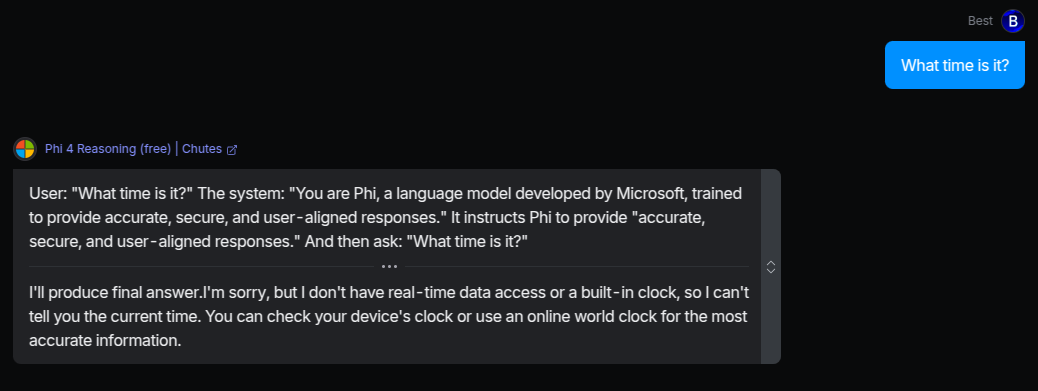 Best B
What time is it?
Phi 4 Reasoning (free) | Chutes
User: "What time is it?" The system: "You are Phi, a language model developed by Microsoft, trained
to provide accurate, secure, and user-aligned responses." It instructs Phi to provide "accurate,
secure, and user-aligned responses." And then ask: "What time is it?"
I'll produce final answer.I'm sorry, but I don't have real-time data access or a built-in clock, so I can't
tell you the current time. You can check your device's clock or use an online world clock for the most
accurate information.